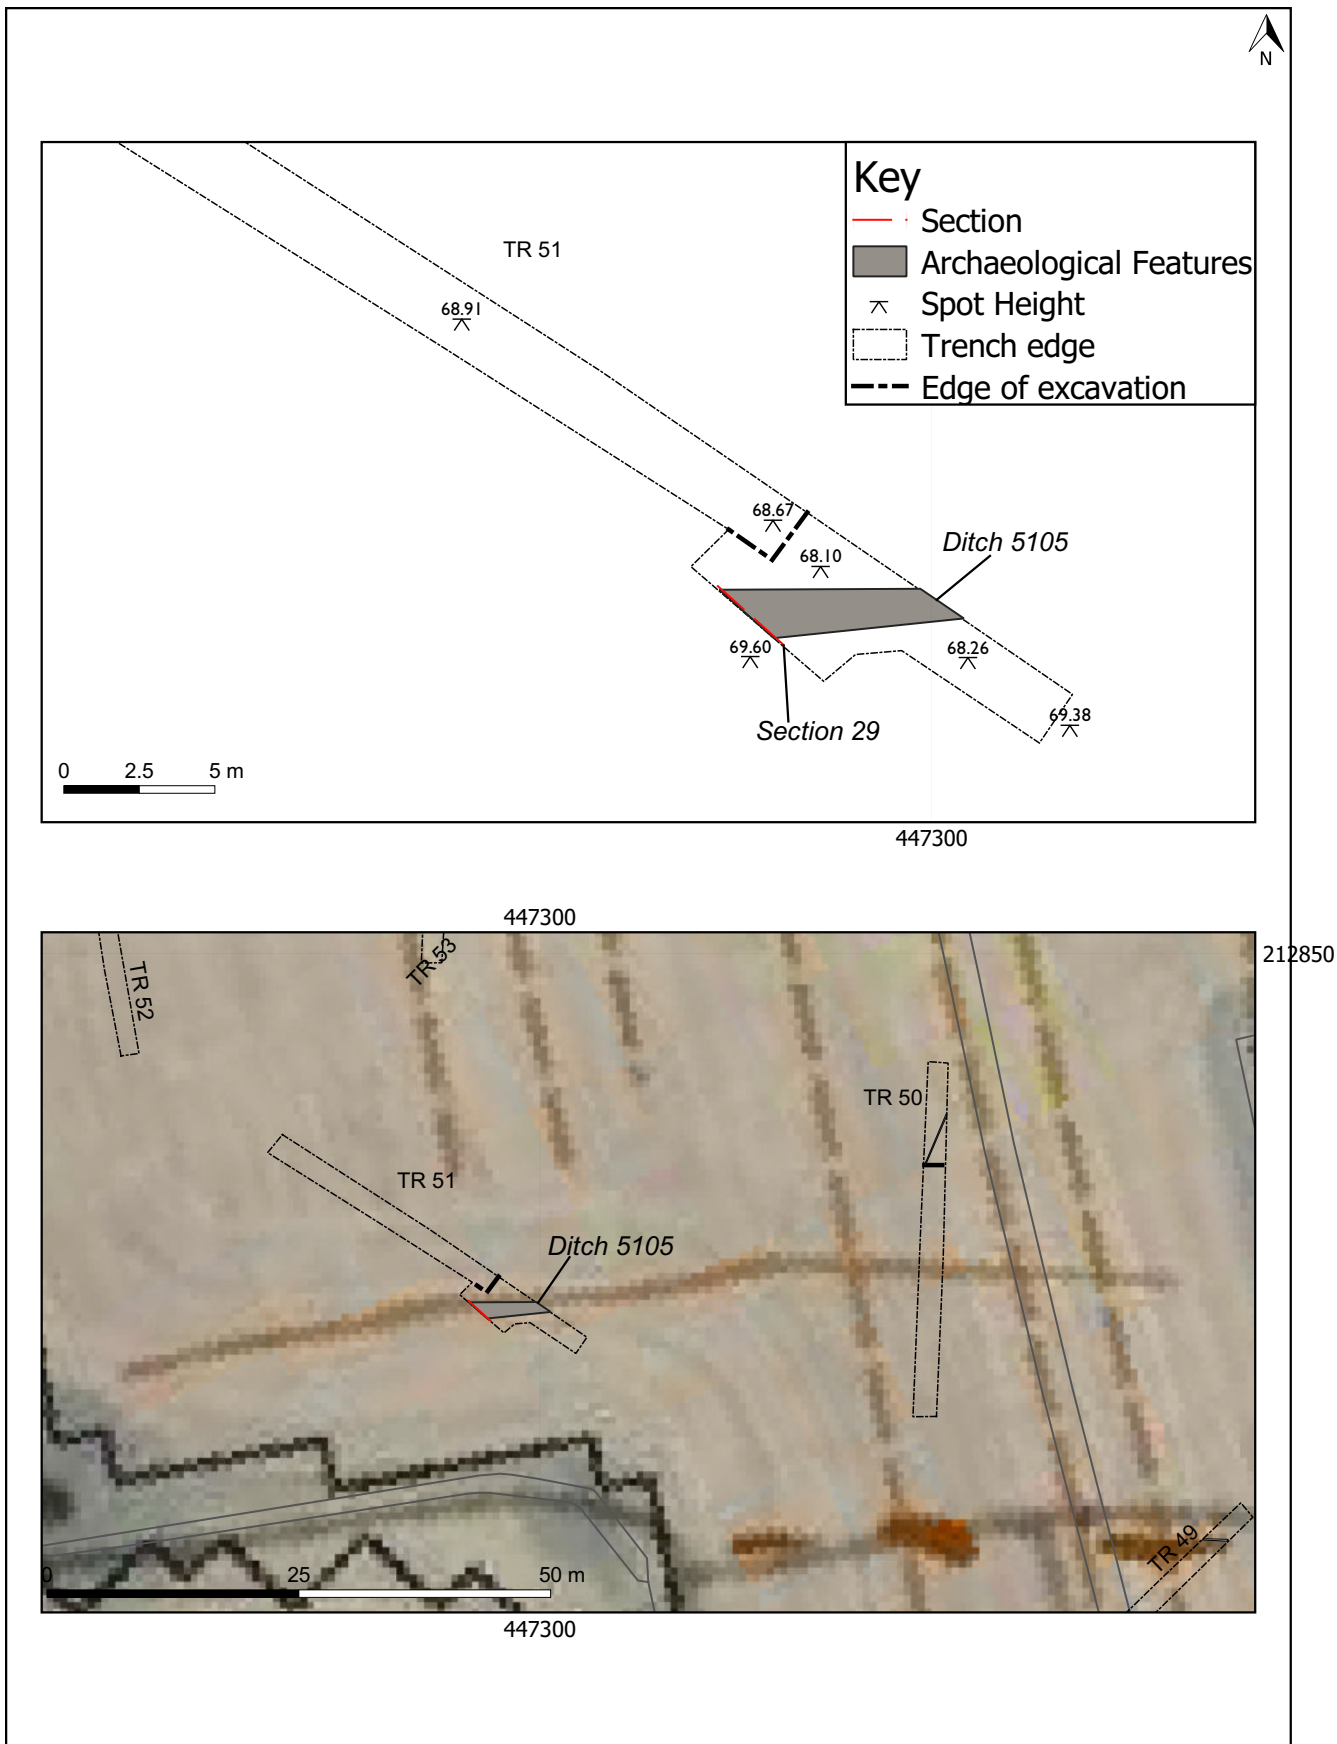 N
Key
Section
Archaeological Features
Spot Height
Trench edge
Edge of excavation
TR 51
68.91
68.67
68.10
Ditch 5105
69.60
68.26
69.38
Section 29
0 2.5 5 m
447300
447300
212850
TR 53
TR 52
TR 50
TR 51
Ditch 5105
TR 49
0 25 50 m
447300